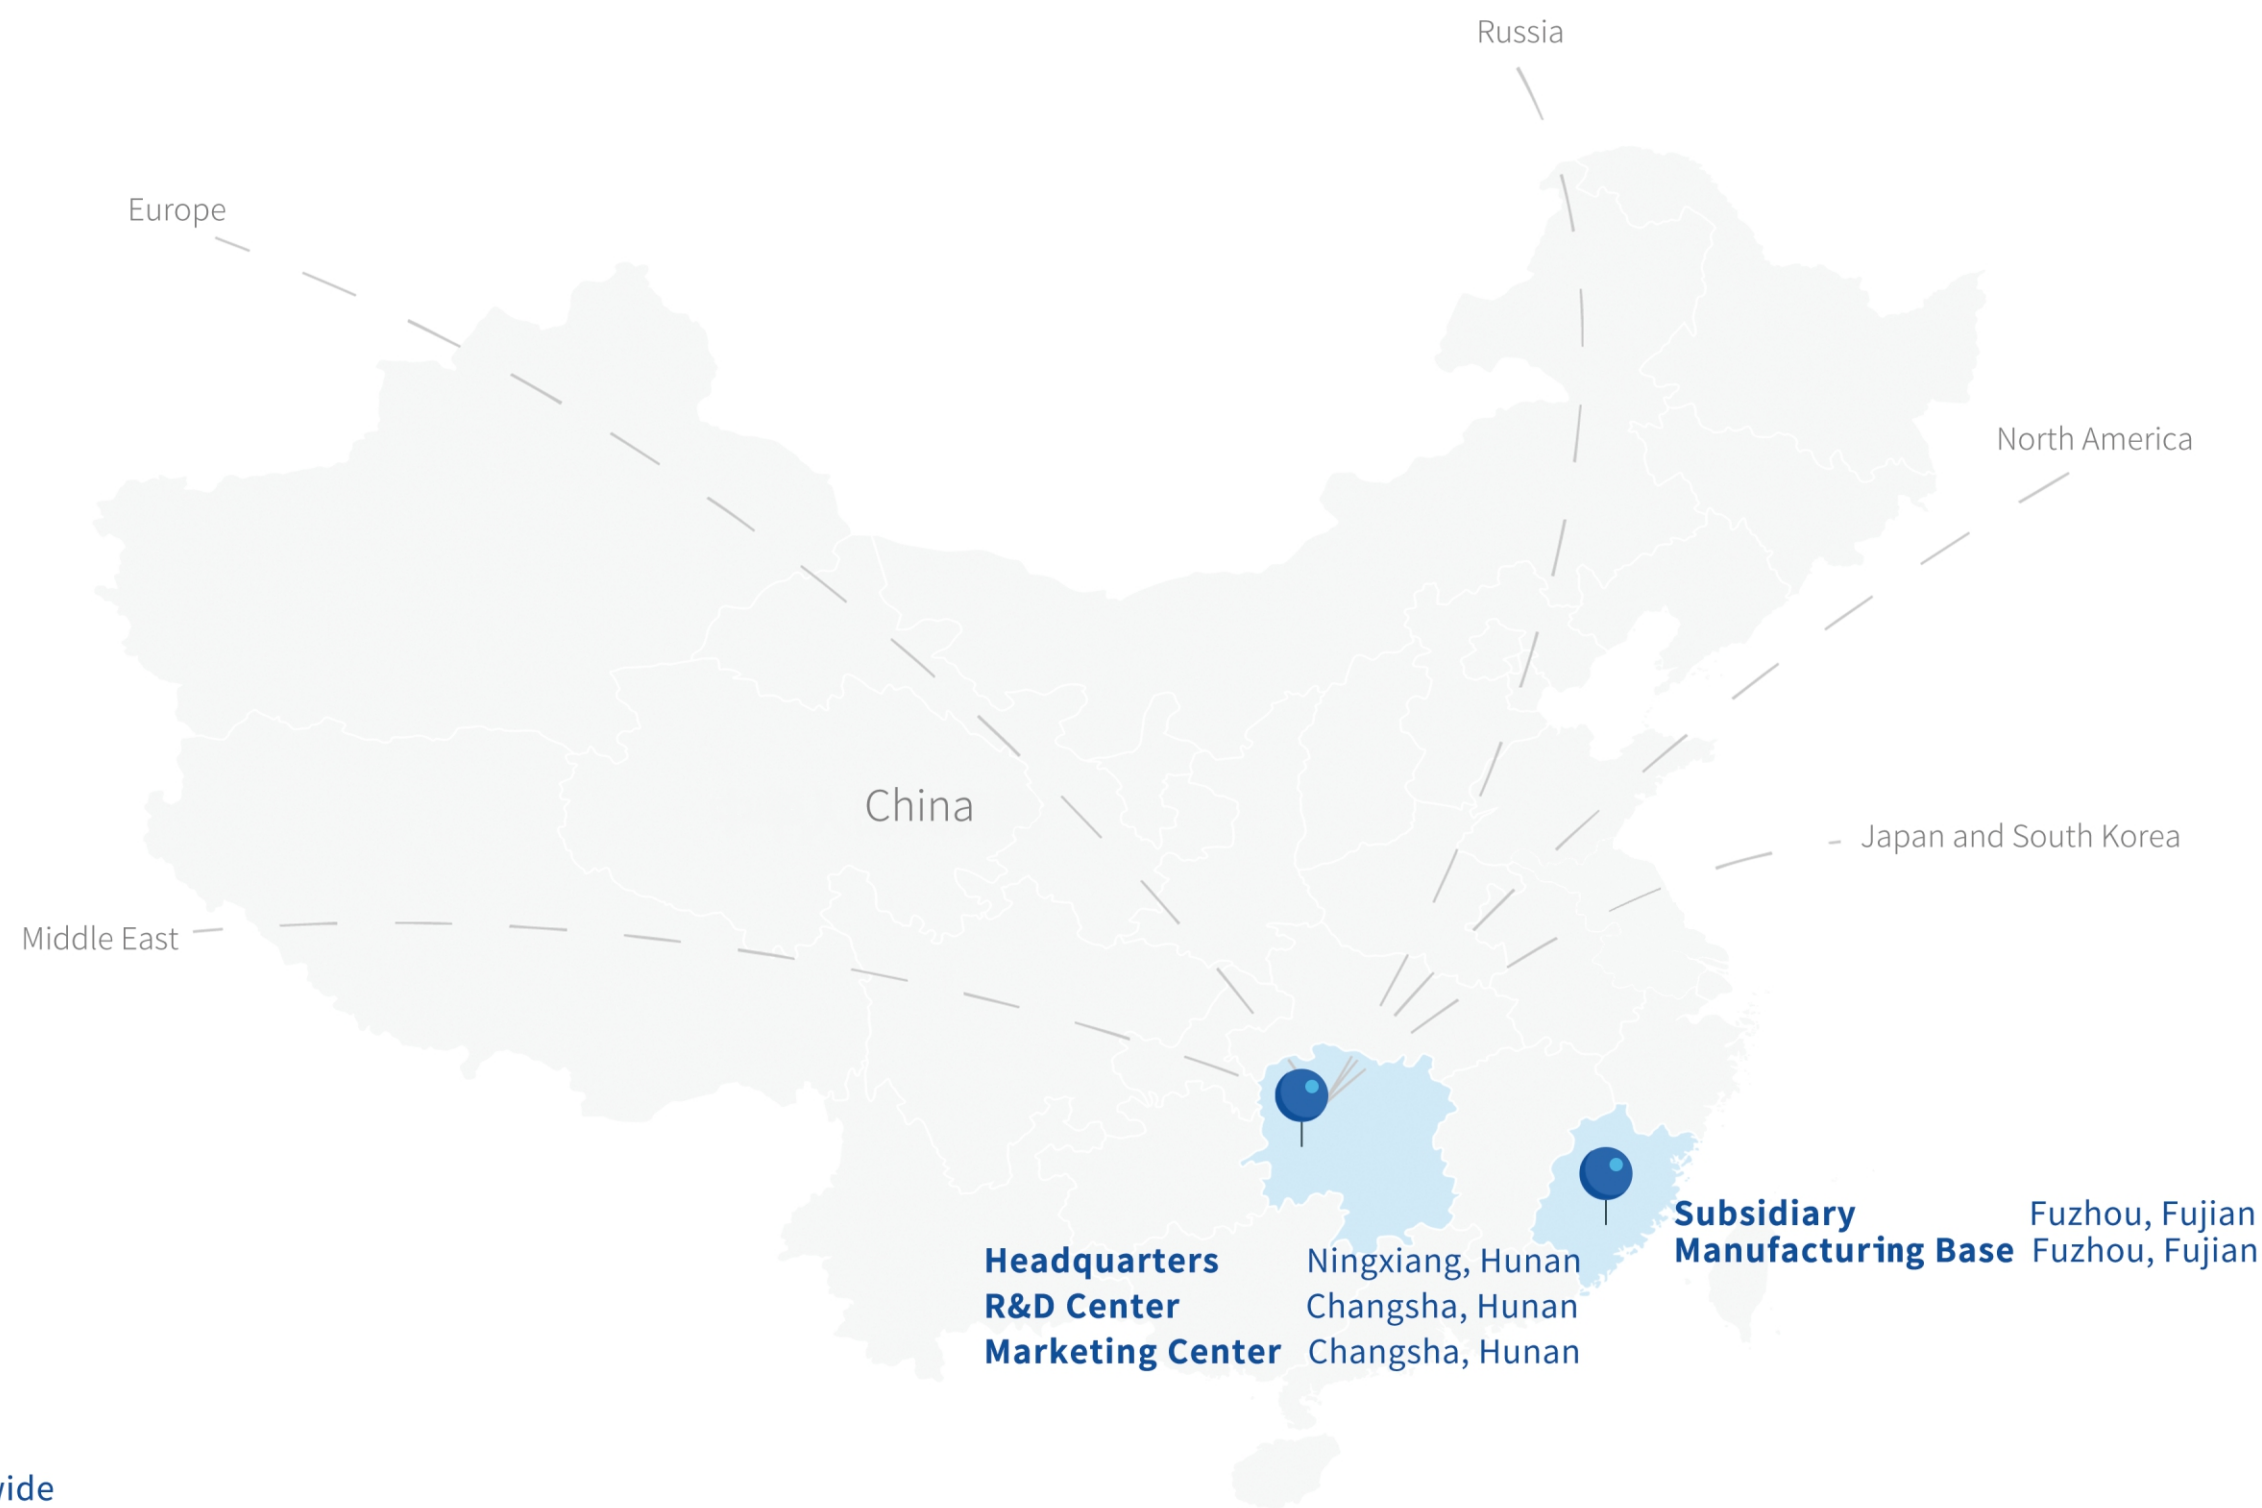 Russia
Europe
North America
China
Japan and South Korea
Middle East
Subsidiary Fuzhou, Fujian
Manufacturing Base Fuzhou, Fujian
Headquarters Ningxiang, Hunan
R&D Center Changsha, Hunan
Marketing Center Changsha, Hunan